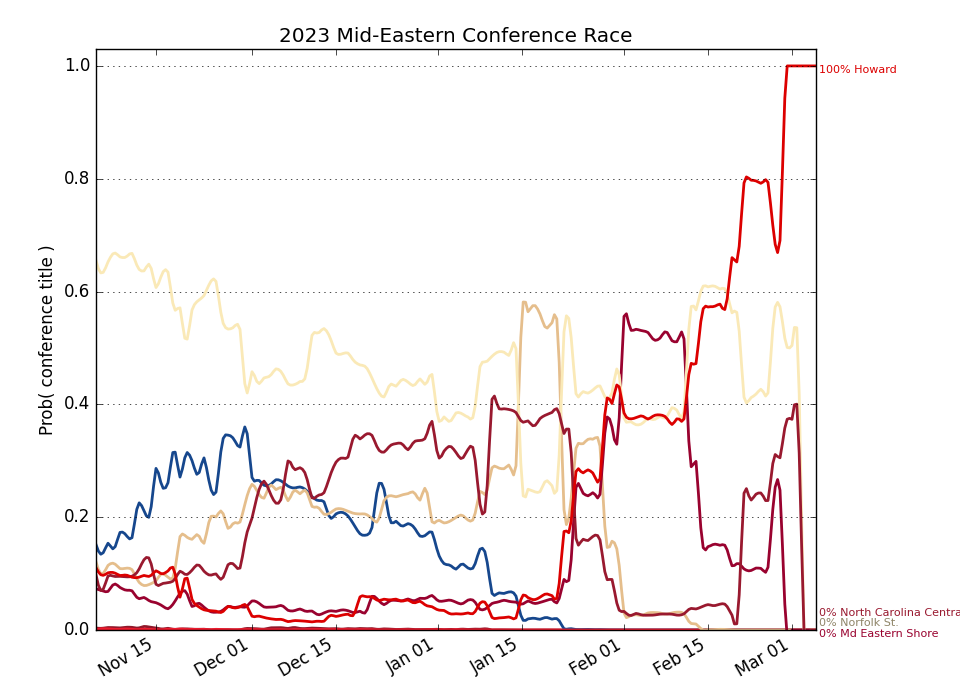 2023 Mid-Eastern Conference Race
Prob( conference title )
1.0
0.8
0.6
0.4
0.2
0.0
Nov 15
Dec 01
Dec 15
Jan 01
Jan 15
Feb 01
Feb 15
Mar 01
100% Howard
0% North Carolina Centra
0% Norfolk St.
0% Md Eastern Shore